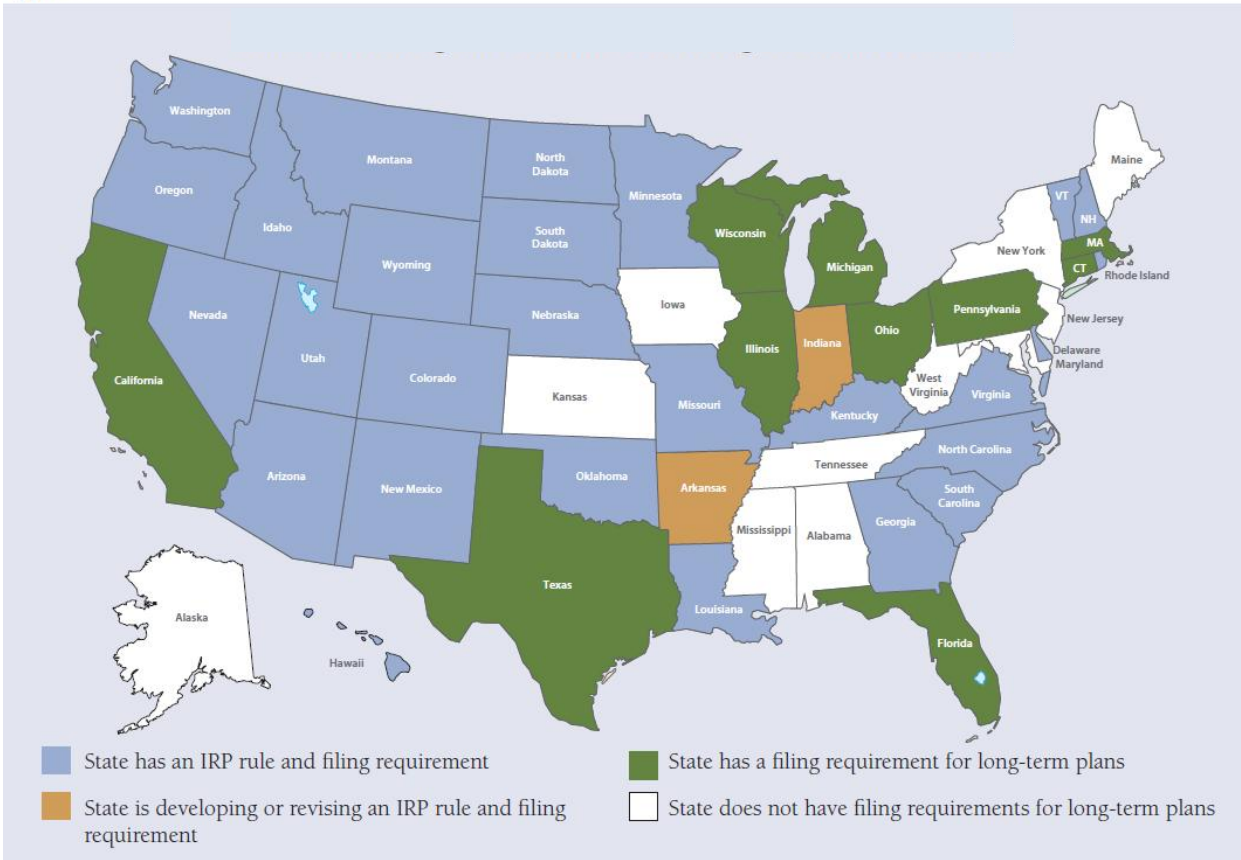 Washington
Montana
North
Dakota
Minnesota
Maine
Oregon
Idaho
South
Dakota
Wisconsin
VT
NH
Wyoming
Michigan
New York
MA
CT
Rhode Island
Nevada
Nebraska
Iowa
Pennsylvania
New Jersey
Utah
Illinois
Indiana
Ohio
Delaware
Maryland
California
Colorado
Kansas
Missouri
West
Virginia
Virginia
Kentucky
Arizona
New Mexico
Oklahoma
Arkansas
Tennessee
North Carolina
South
Carolina
Mississippi
Alabama
Georgia
Texas
Louisiana
Alaska
Hawaii
Florida
State has an IRP rule and filing requirement
State is developing or revising an IRP rule and filing
requirement
State has a filing requirement for long-term plans
State does not have filing requirements for long-term plans